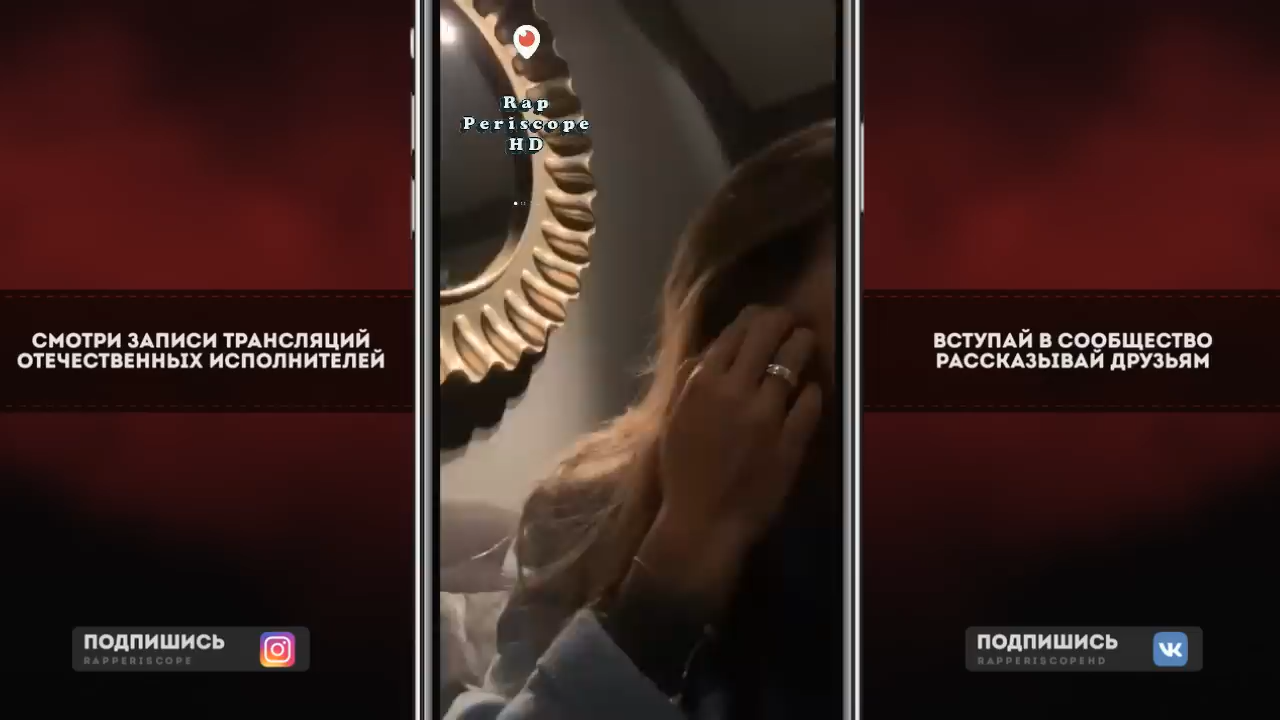 Rap
Periscope
HD
СМОТРИ ЗАПИСИ ТРАНСЛЯЦИЙ
ОТЕЧЕСТВЕННЫХ ИСПОЛНИТЕЛЕЙ
ВСТУПАЙ В СООБЩЕСТВО
РАССКАЗЫВАЙ ДРУЗЬЯМ
ПОДПИШИСЬ
RAPPERISCOPE
ПОДПИШИСЬ
RAPPERISCOPEHD